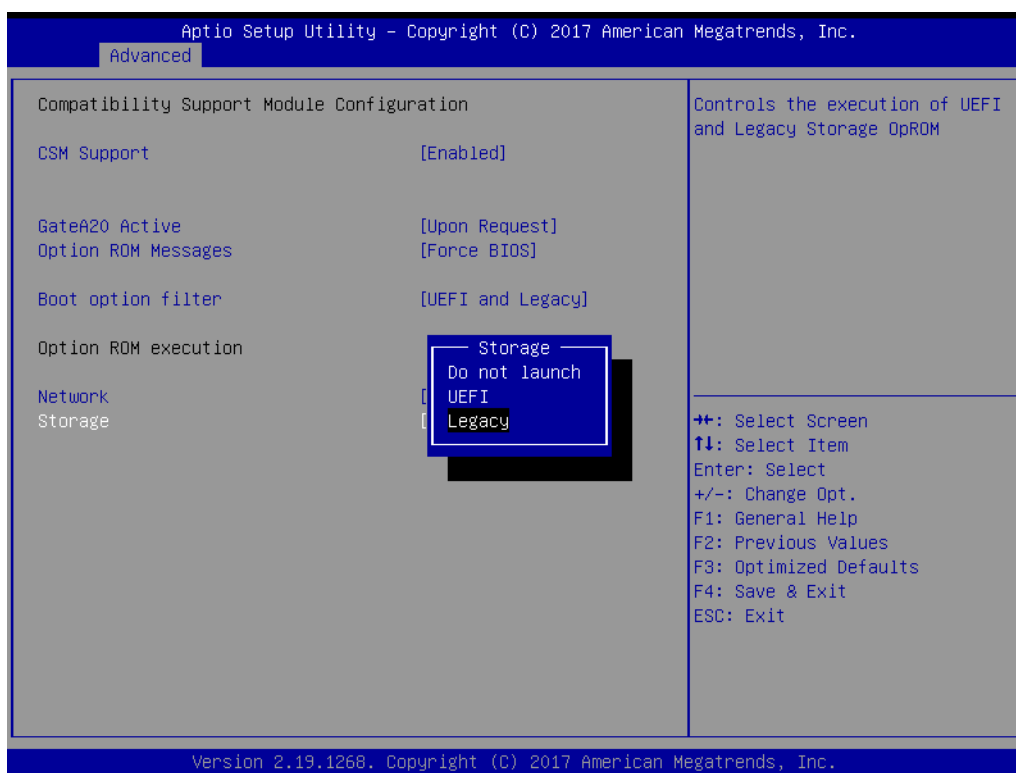 Aptio Setup Utility – Copyright (C) 2017 American Megatrends, Inc.
Advanced
Compatibility Support Module Configuration
CSM Support [Enabled]
GateA20 Active [Upon Request]
Option ROM Messages [Force BIOS]
Boot option filter [UEFI and Legacy]
Option ROM execution
Network [
Storage [
Storage
Do not launch
UEFI
Legacy
Controls the execution of UEFI
and Legacy Storage OpROM
→←: Select Screen
↑↓: Select Item
Enter: Select
+/-: Change Opt.
F1: General Help
F2: Previous Values
F3: Optimized Defaults
F4: Save & Exit
ESC: Exit
Version 2.19.1268. Copyright (C) 2017 American Megatrends, Inc.